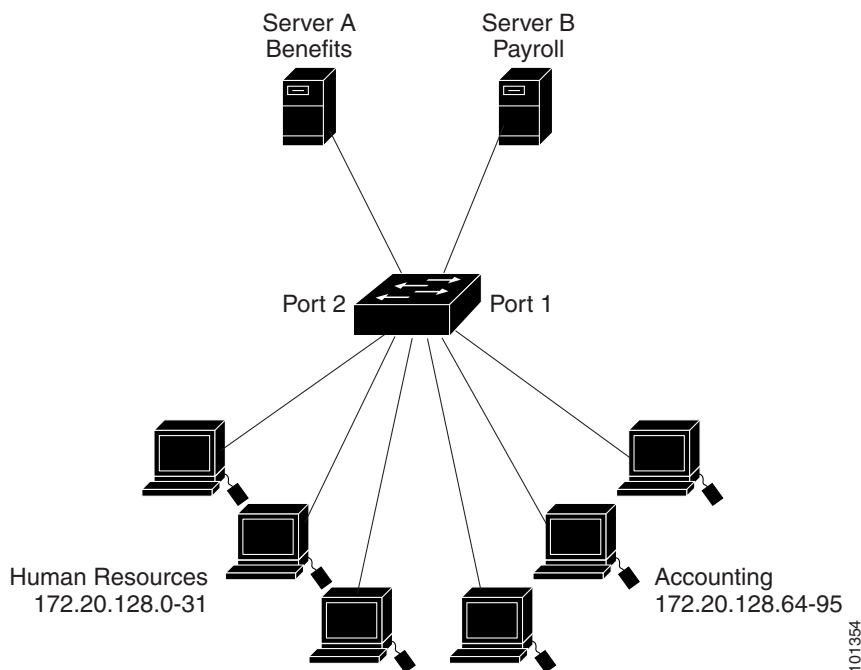 Server A
Benefits
Server B
Payroll
Port 2
Port 1
Human Resources
172.20.128.0-31
Accounting
172.20.128.64-95
101354